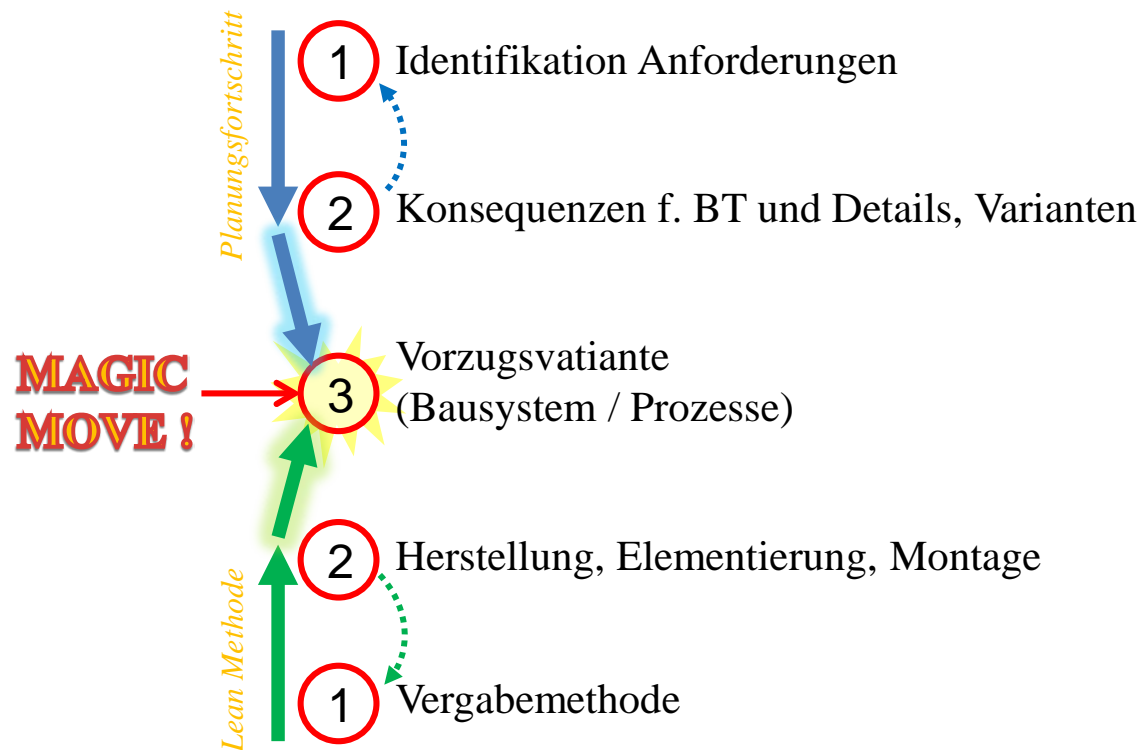 Planungsfortschritt
1 Identifikation Anforderungen
2 Konsequenzen f. BT und Details, Varianten
MAGIC
MOVE !
3 Vorzugsvatiante
(Bausystem / Prozesse)
Lean Methode
2 Herstellung, Elementierung, Montage
1 Vergabemethode